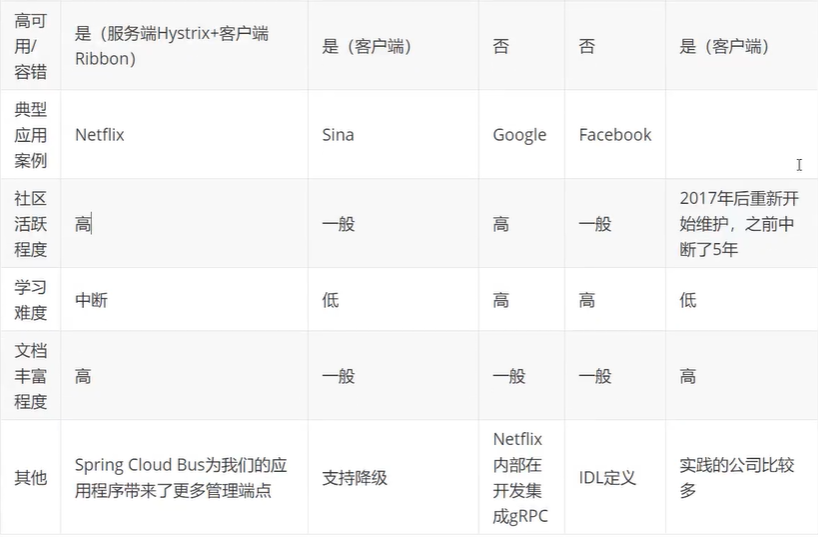 高可用/容错
是（服务端Hystrix+客户端Ribbon）
是（客户端）
否
否
是（客户端）
典型应用案例
Netflix
Sina
Google
Facebook
社区活跃程度
高
一般
高
一般
2017年后重新开始维护，之前中断了5年
学习难度
中断
低
高
高
低
文档丰富程度
高
一般
一般
一般
高
其他
Spring Cloud Bus为我们的应用程序带来了更多管理端点
支持降级
Netflix内部在开发集成gRPC
IDL定义
实践的公司比较多